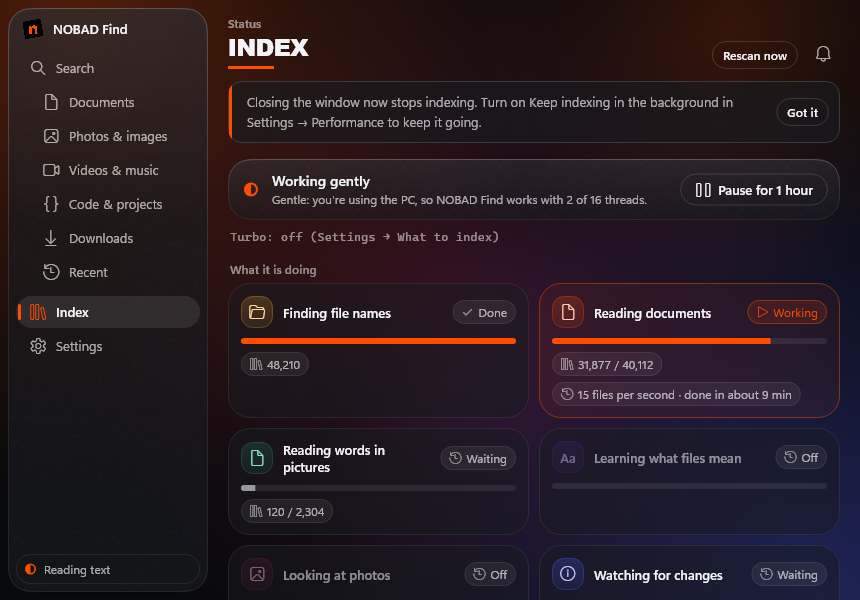 NOBAD Find
Search
Documents
Photos & images
Videos & music
Code & projects
Downloads
Recent
Index
Settings
Reading text
Status
INDEX
Rescan now
Closing the window now stops indexing. Turn on Keep indexing in the background in
Settings → Performance to keep it going.
Got it
Working gently
Gentle: you're using the PC, so NOBAD Find works with 2 of 16 threads.
Pause for 1 hour
Turbo: off (Settings → What to index)
What it is doing
Finding file names
Done
48,210
Reading documents
Working
31,877 / 40,112
15 files per second · done in about 9 min
Reading words in
pictures
Waiting
120 / 2,304
Aa
Learning what files mean
Off
Looking at photos
Off
Watching for changes
Waiting